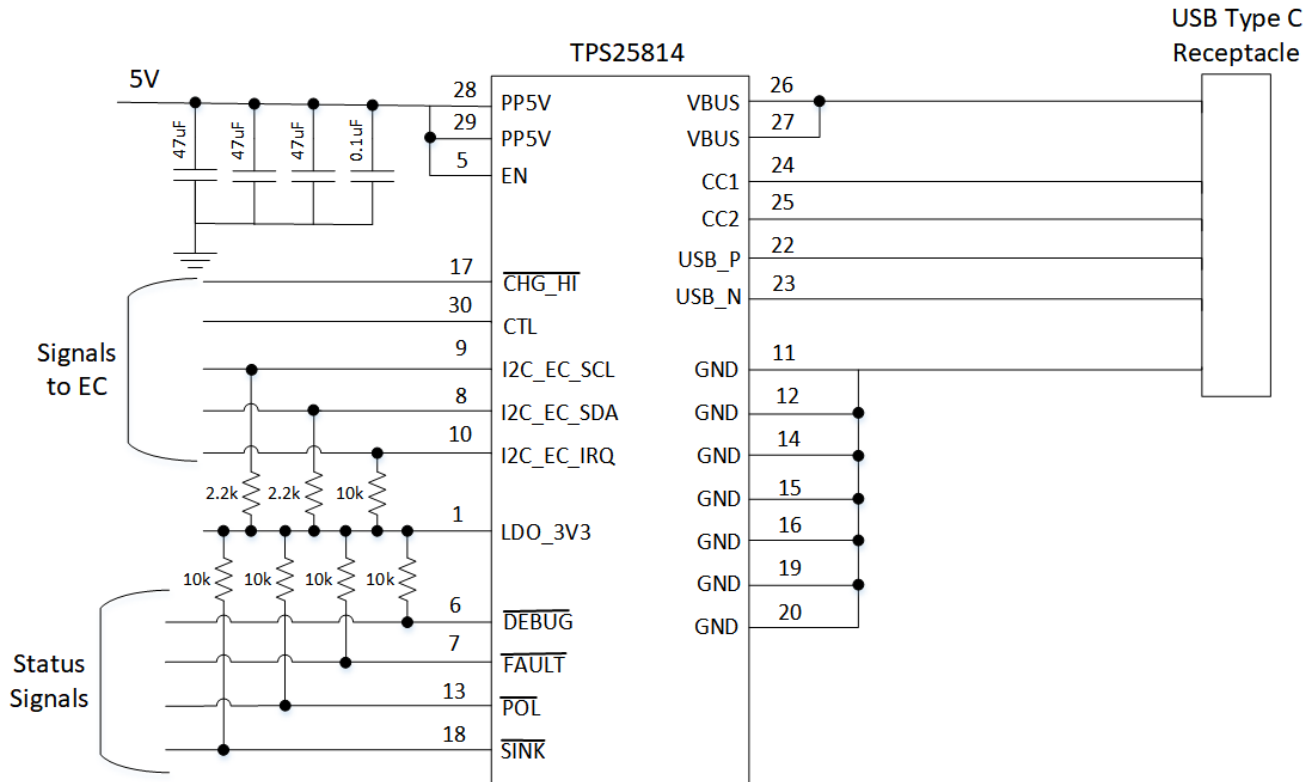 USB Type C
Receptacle
TPS25814
5V
47uF
47uF
47uF
0.1uF
28
PP5V
29
PP5V
5
EN
17
CHG_HI
30
CTL
9
I2C_EC_SCL
8
I2C_EC_SDA
10
I2C_EC_IRQ
Signals
to EC
2.2k
2.2k
10k
1
LDO_3V3
10k
10k
10k
10k
6
DEBUG
7
FAULT
13
POL
18
SINK
Status
Signals
VBUS
26
VBUS
27
CC1
24
CC2
25
USB_P
22
USB_N
23
GND
11
GND
12
GND
14
GND
15
GND
16
GND
19
GND
20